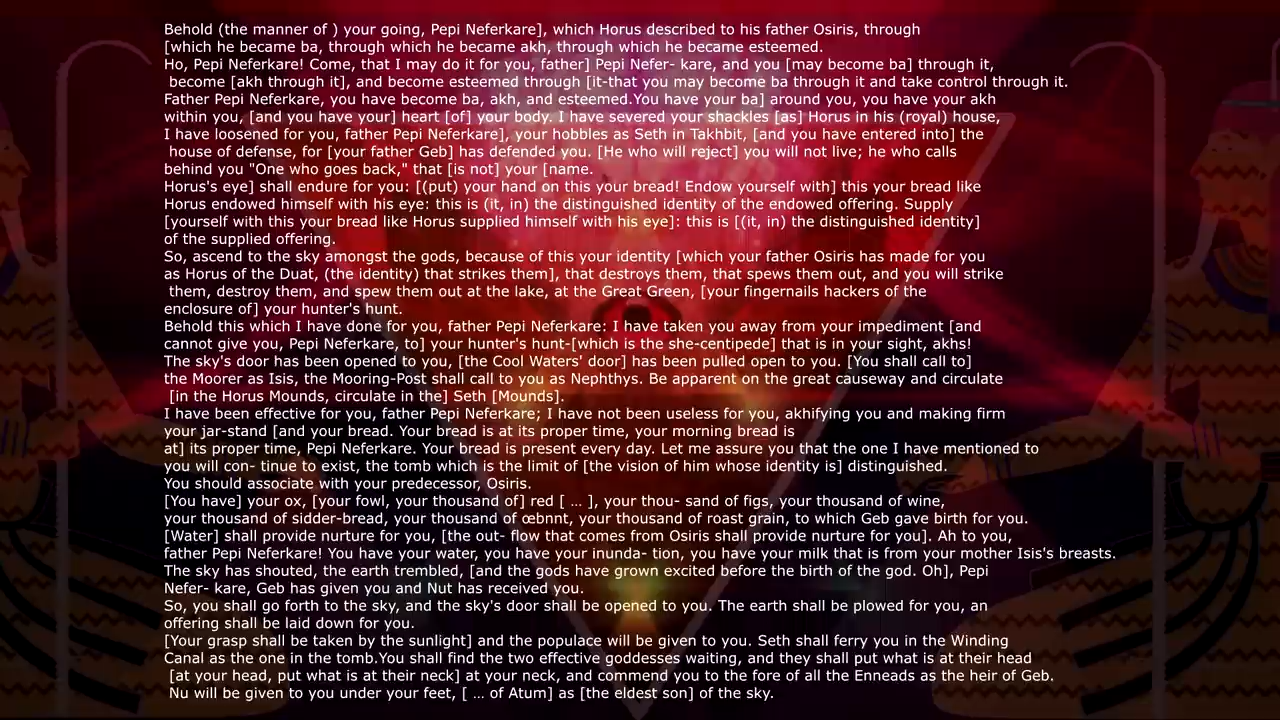 Behold (the manner of ) your going, Pepi Neferkare], which Horus described to his father Osiris, through
[which he became ba, through which he became akh, through which he became esteemed.
Ho, Pepi Neferkare! Come, that I may do it for you, father] Pepi Nefer- kare, and you [may become ba] through it,
become [akh through it], and become esteemed through [it-that you may become ba through it and take control through it.
Father Pepi Neferkare, you have become ba, akh, and esteemed.You have your ba] around you, you have your akh
within you, [and you have your] heart [of] your body. I have severed your shackles [as] Horus in his (royal) house,
I have loosened for you, father Pepi Neferkare], your hobbles as Seth in Takhbit, [and you have entered into] the
house of defense, for [your father Geb] has defended you. [He who will reject] you will not live; he who calls
behind you "One who goes back," that [is not] your [name.
Horus's eye] shall endure for you: [(put) your hand on this your bread! Endow yourself with] this your bread like
Horus endowed himself with his eye: this is (it, in) the distinguished identity of the endowed offering. Supply
[yourself with this your bread like Horus supplied himself with his eye]: this is [(it, in) the distinguished identity]
of the supplied offering.
So, ascend to the sky amongst the gods, because of this your identity [which your father Osiris has made for you
as Horus of the Duat, (the identity) that strikes them], that destroys them, that spews them out, and you will strike
them, destroy them, and spew them out at the lake, at the Great Green, [your fingernails hackers of the
enclosure of] your hunter's hunt.
Behold this which I have done for you, father Pepi Neferkare: I have taken you away from your impediment [and
cannot give you, Pepi Neferkare, to] your hunter's hunt-[which is the she-centipede] that is in your sight, akhs!
The sky's door has been opened to you, [the Cool Waters' door] has been pulled open to you. [You shall call to]
the Moorer as Isis, the Mooring-Post shall call to you as Nephthys. Be apparent on the great causeway and circulate
[in the Horus Mounds, circulate in the] Seth [Mounds].
I have been effective for you, father Pepi Neferkare; I have not been useless for you, akhifying you and making firm
your jar-stand [and your bread. Your bread is at its proper time, your morning bread is
at] its proper time, Pepi Neferkare. Your bread is present every day. Let me assure you that the one I have mentioned to
you will con- tinue to exist, the tomb which is the limit of [the vision of him whose identity is] distinguished.
You should associate with your predecessor, Osiris.
[You have] your ox, [your fowl, your thousand of] red [ … ], your thou- sand of figs, your thousand of wine,
your thousand of sidder-bread, your thousand of œbnnt, your thousand of roast grain, to which Geb gave birth for you.
[Water] shall provide nurture for you, [the out- flow that comes from Osiris shall provide nurture for you]. Ah to you,
father Pepi Neferkare! You have your water, you have your inunda- tion, you have your milk that is from your mother Isis's breasts.
The sky has shouted, the earth trembled, [and the gods have grown excited before the birth of the god. Oh], Pepi
Nefer- kare, Geb has given you and Nut has received you.
So, you shall go forth to the sky, and the sky's door shall be opened to you. The earth shall be plowed for you, an
offering shall be laid down for you.
[Your grasp shall be taken by the sunlight] and the populace will be given to you. Seth shall ferry you in the Winding
Canal as the one in the tomb.You shall find the two effective goddesses waiting, and they shall put what is at their head
[at your head, put what is at their neck] at your neck, and commend you to the fore of all the Enneads as the heir of Geb.
Nu will be given to you under your feet, [ … of Atum] as [the eldest son] of the sky.